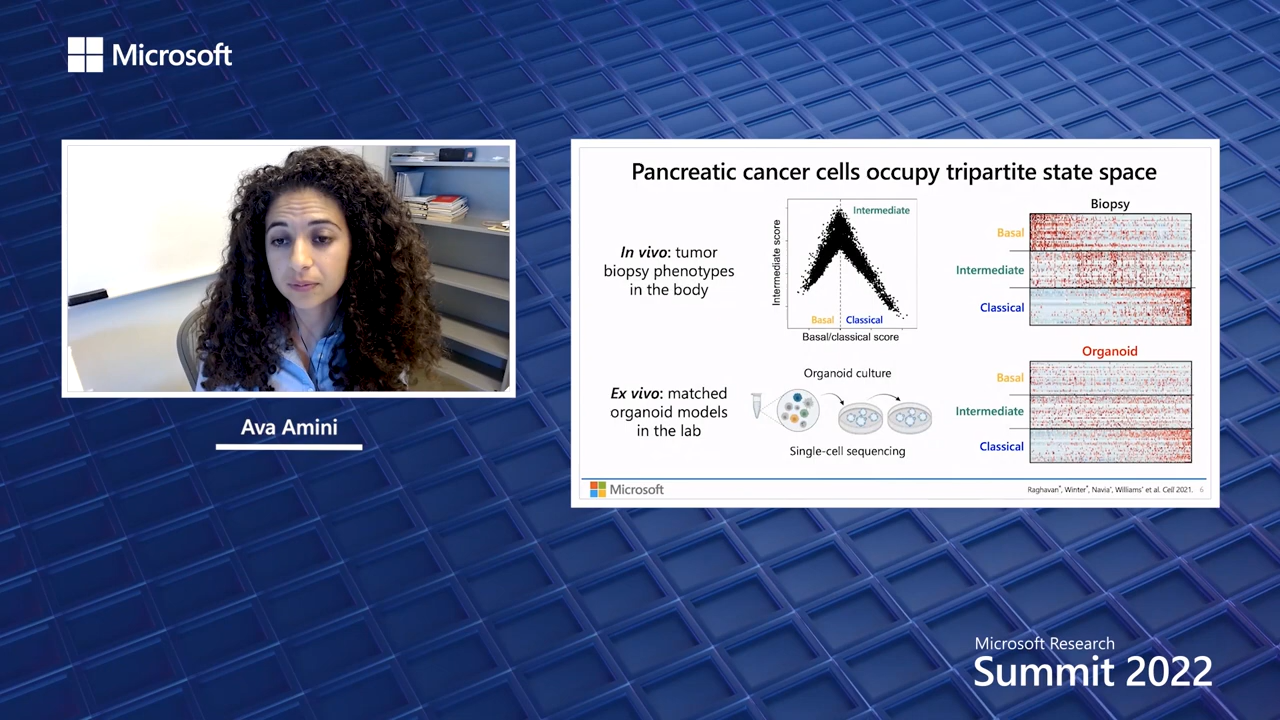 Microsoft
Ava Amini
Pancreatic cancer cells occupy tripartite state space
In vivo: tumor
biopsy phenotypes
in the body
Intermediate score
Intermediate
Basal
Classical
Basal/classical score
Biopsy
Basal
Intermediate
Classical
Ex vivo: matched
organoid models
in the lab
Organoid culture
Single-cell sequencing
Organoid
Basal
Intermediate
Classical
Microsoft
Raghavan*, Winter*, Navia*, Williams* et al. Cell 2021. 6
Microsoft Research
Summit 2022